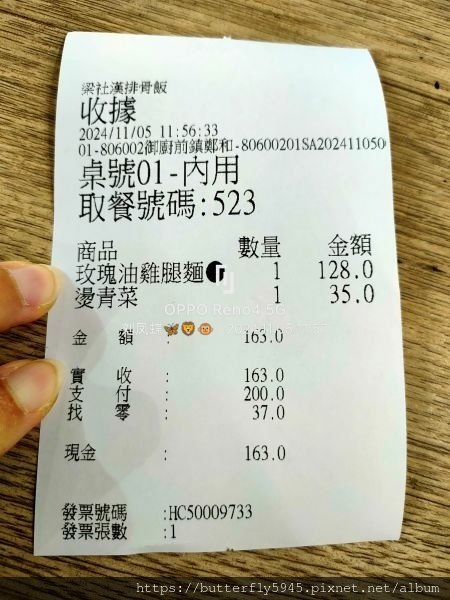 梁社漢排骨飯
收據
2024/11/05 11:56:33
01-806002御廚前鎮鄭和-80600201SA202411050
桌號01-內用
取餐號碼:523
商品 數量 金額
玫瑰油雞腿麵 1 128.0
燙青菜 1 35.0
OPPO Reno4 5G
金額 : 163.0
實收 : 163.0
支付 : 200.0
找零 : 37.0
現金 : 163.0
發票號碼 :HC50009733
發票張數 :1
https://butterfly5945.pixnet.net/album